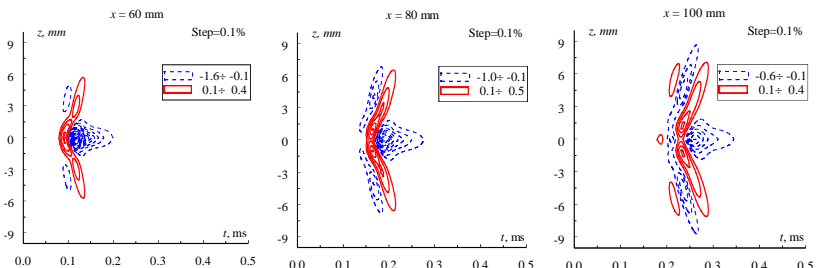 x = 60 mm
z, mm
Step=0.1%
-1.6÷ -0.1
0.1÷ 0.4
9
6
3
0
-3
-6
-9
t, ms
0.0 0.1 0.2 0.3 0.4 0.5
x = 80 mm
z, mm
Step=0.1%
-1.0÷ -0.1
0.1÷ 0.5
9
6
3
0
-3
-6
-9
t, ms
0.0 0.1 0.2 0.3 0.4 0.5
x = 100 mm
z, mm
Step=0.1%
-0.6÷ -0.1
0.1÷ 0.4
9
6
3
0
-3
-6
-9
t, ms
0.0 0.1 0.2 0.3 0.4 0.5